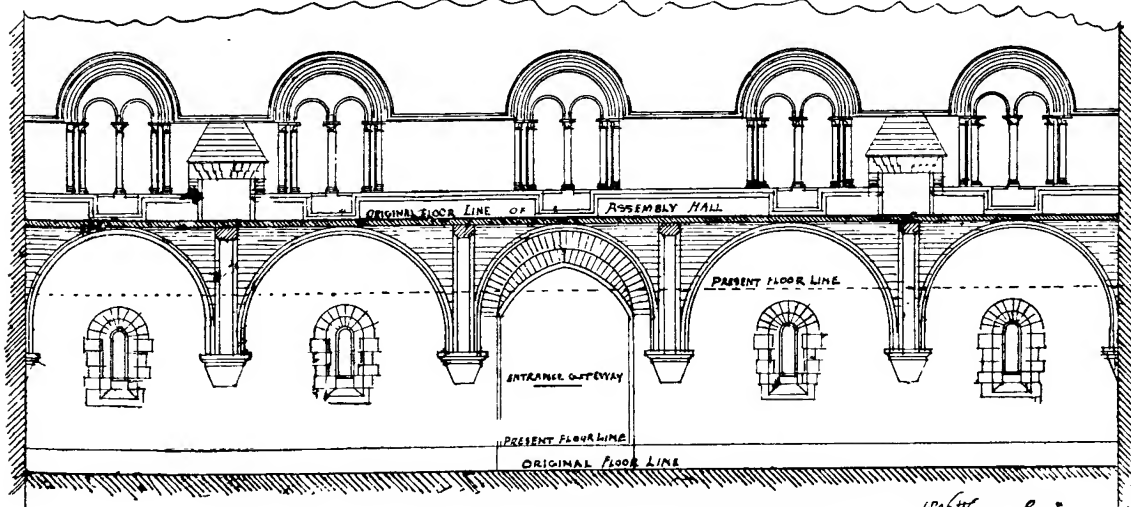 ORIGINAL FLOOR LINE OF ASSEMBLY HALL
PRESENT FLOOR LINE
ENTRANCE GATEWAY
PRESENT FLOOR LINE
ORIGINAL FLOOR LINE